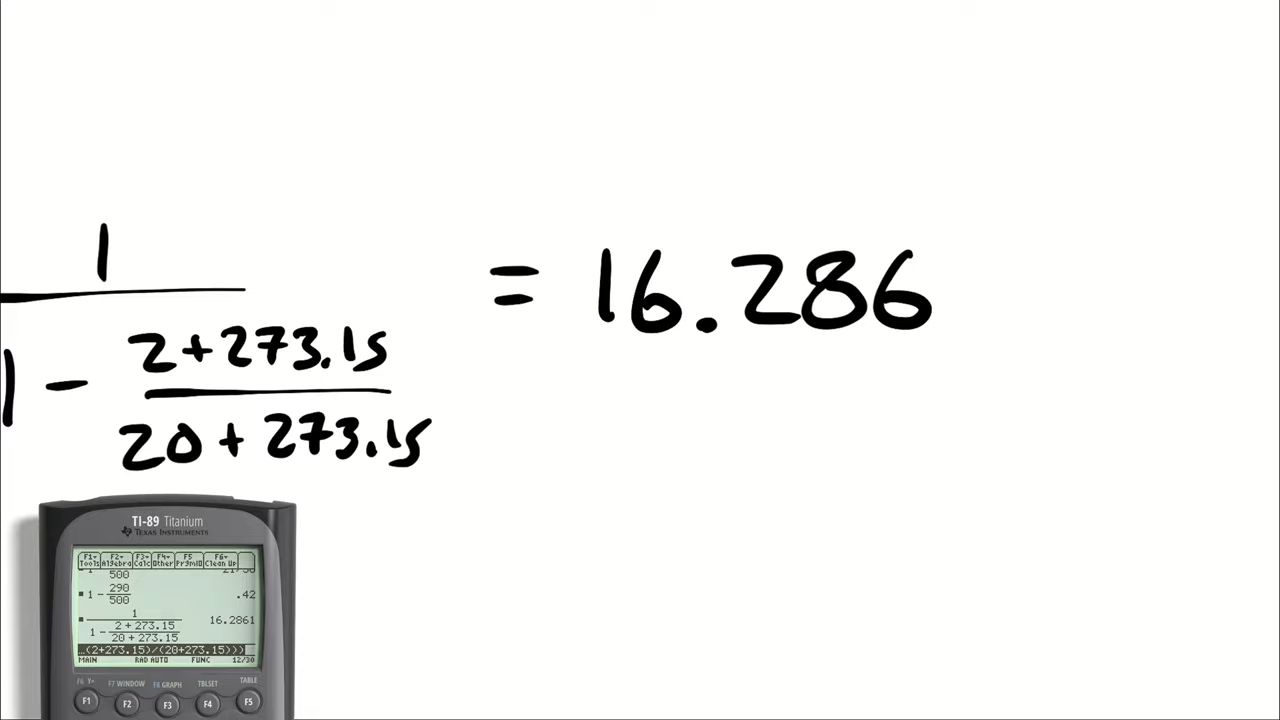 1
= 16.286
1 - 2+273.15
20+273.15
TI-89 Titanium
TEXAS INSTRUMENTS
F1 F2 F3 F4 F5 F6
Tools Algebra Calc Other PrgmIO Clean Up
500
1 - 290
500
.42
1
1 - 2 + 273.15
20 + 273.15
16.2861
…(2+273.15)/(20+273.15)))
MAIN RAD AUTO FUNC 12/30
F6 Y= F7 WINDOW F8 GRAPH TBLSET TABLE
F1 F2 F3 F4 F5